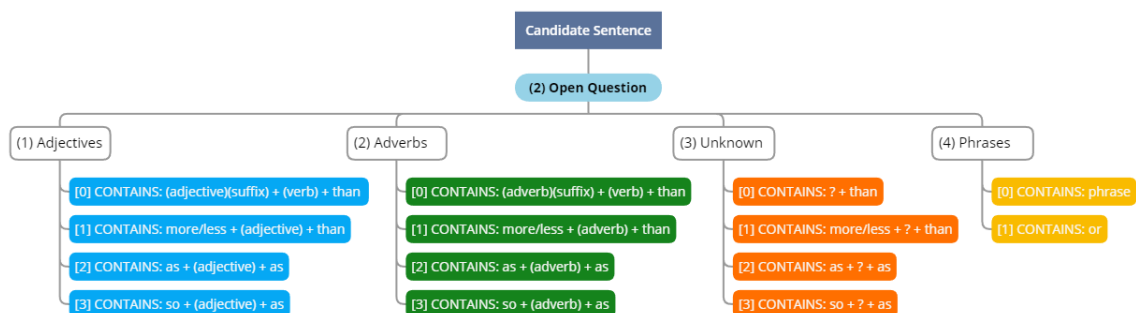 Candidate Sentence
(2) Open Question
(1) Adjectives
[0] CONTAINS: (adjective)(suffix) + (verb) + than
[1] CONTAINS: more/less + (adjective) + than
[2] CONTAINS: as + (adjective) + as
[3] CONTAINS: so + (adjective) + as
(2) Adverbs
[0] CONTAINS: (adverb)(suffix) + (verb) + than
[1] CONTAINS: more/less + (adverb) + than
[2] CONTAINS: as + (adverb) + as
[3] CONTAINS: so + (adverb) + as
(3) Unknown
[0] CONTAINS: ? + than
[1] CONTAINS: more/less + ? + than
[2] CONTAINS: as + ? + as
[3] CONTAINS: so + ? + as
(4) Phrases
[0] CONTAINS: phrase
[1] CONTAINS: or